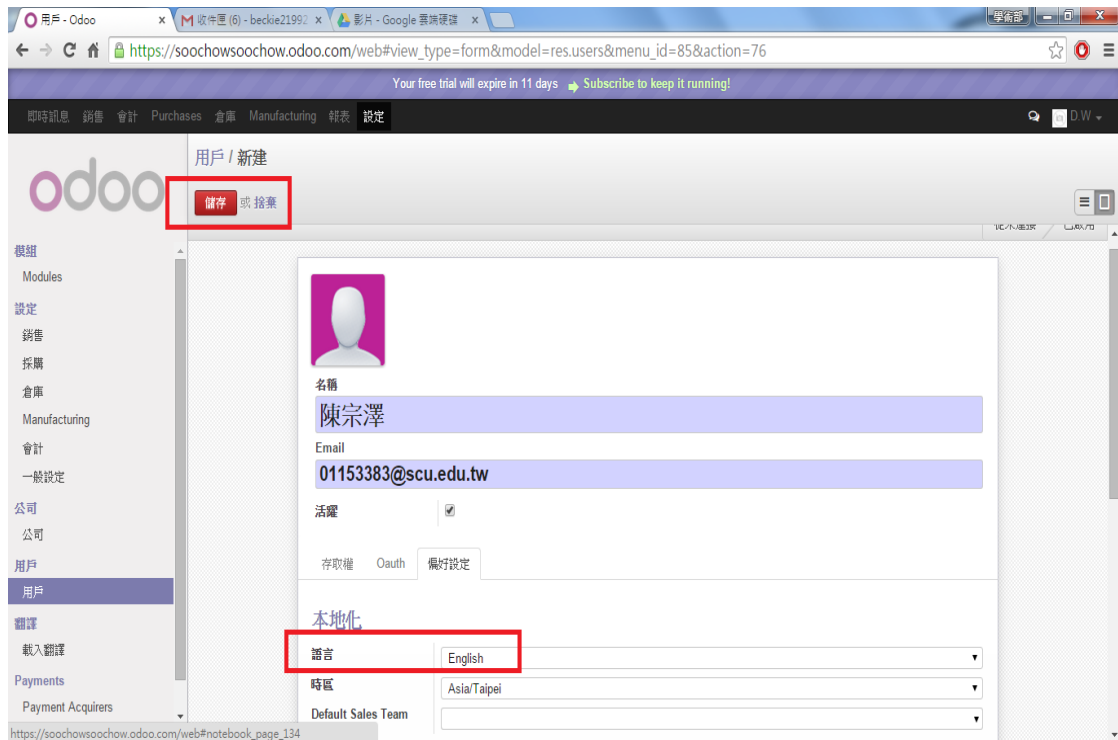 用戶 - Odoo
收件匣 (6) - beckie21992
影片 - Google 雲端硬碟
學術部
https://soochowsoochow.odoo.com/web#view_type=form&model=res.users&menu_id=85&action=76
Your free trial will expire in 11 days Subscribe to keep it running!
即時訊息 銷售 會計 Purchases 倉庫 Manufacturing 報表 設定
D.W
odoo
用戶 / 新建
儲存 或 捨棄
模組
Modules
設定
銷售
採購
倉庫
Manufacturing
會計
一般設定
公司
公司
用戶
用戶
翻譯
載入翻譯
Payments
Payment Acquirers
名稱
陳宗澤
Email
01153383@scu.edu.tw
活躍
存取權 Oauth 偏好設定
本地化
語言 English
時區 Asia/Taipei
Default Sales Team
https://soochowsoochow.odoo.com/web#notebook_page_134